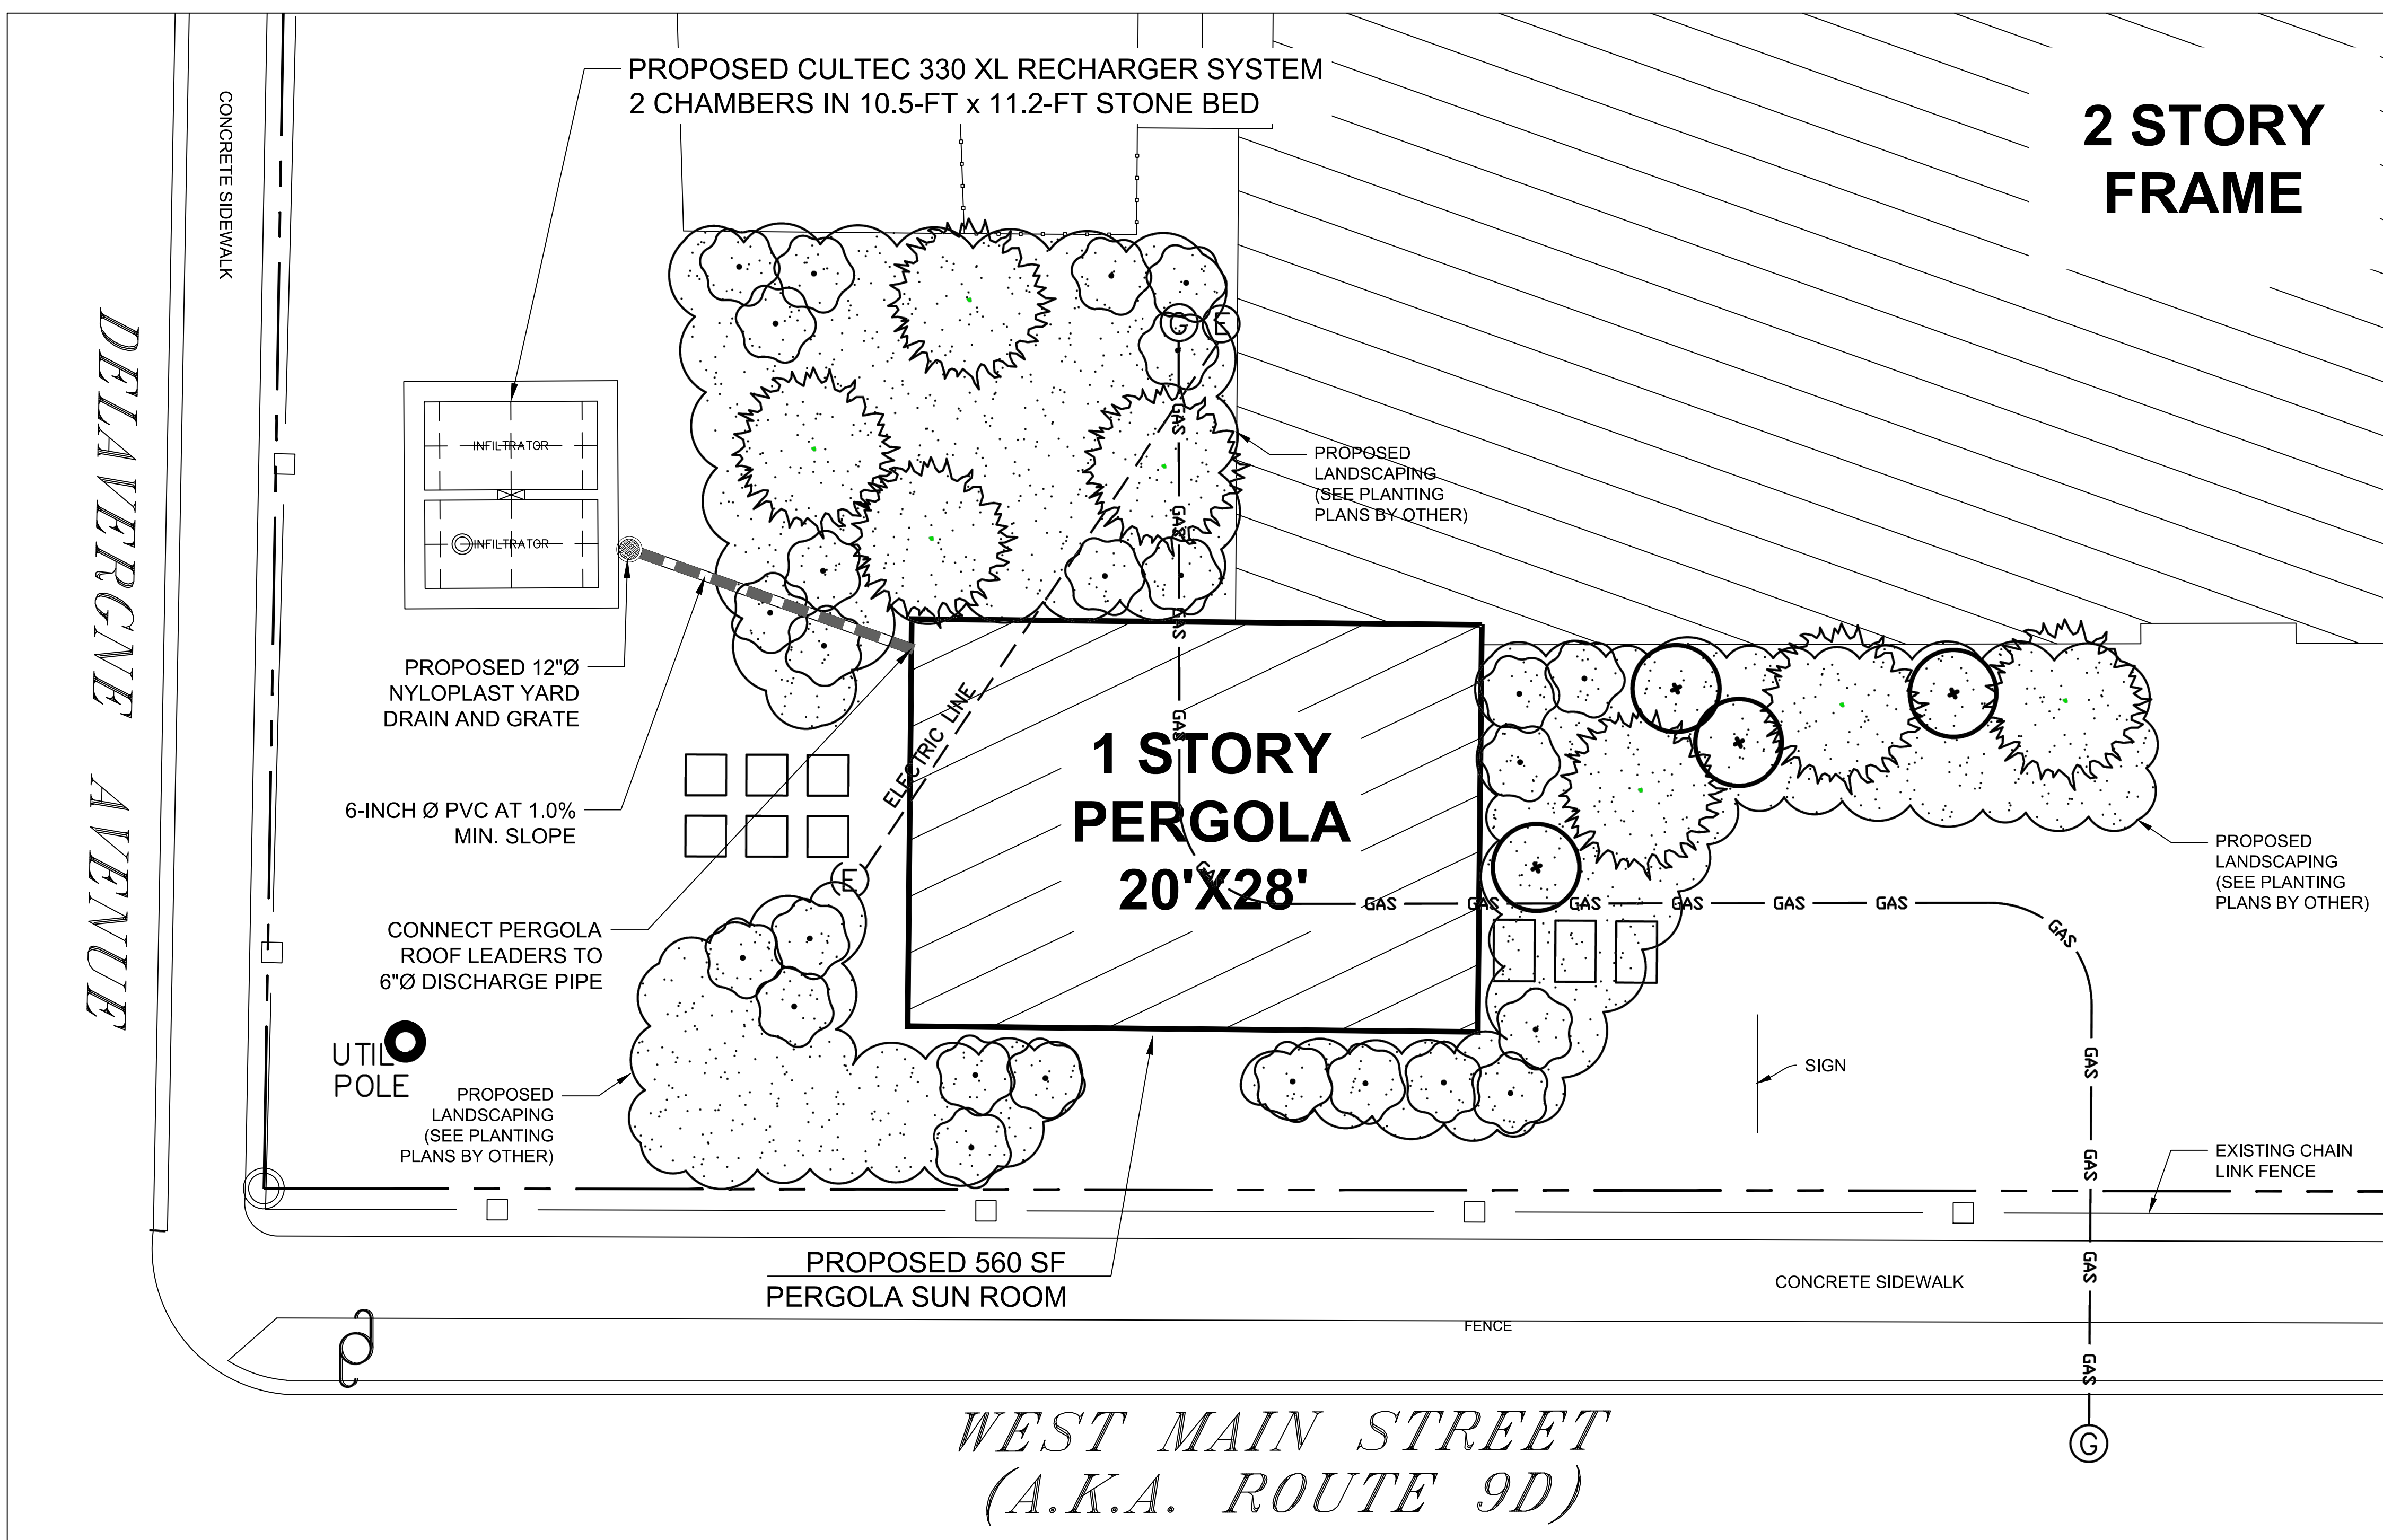 PROPOSED CULTEC 330 XL RECHARGER SYSTEM
2 CHAMBERS IN 10.5-FT x 11.2-FT STONE BED
2 STORY
FRAME
CONCRETE SIDEWALK
DELAVERGNE AVENUE
G
E
INFILTRATOR
INFILTRATOR
GAS
GAS
GAS
GAS
GAS
PROPOSED
LANDSCAPING
(SEE PLANTING
PLANS BY OTHER)
PROPOSED 12"Ø
NYLOPLAST YARD
DRAIN AND GRATE
6-INCH Ø PVC AT 1.0%
MIN. SLOPE
CONNECT PERGOLA
ROOF LEADERS TO
6"Ø DISCHARGE PIPE
ELECTRIC LINE
E
1 STORY
PERGOLA
20'X28'
GAS
GAS
GAS
GAS
GAS
GAS
GAS
PROPOSED
LANDSCAPING
(SEE PLANTING
PLANS BY OTHER)
UTIL
POLE
PROPOSED
LANDSCAPING
(SEE PLANTING
PLANS BY OTHER)
SIGN
GAS
GAS
GAS
GAS
EXISTING CHAIN
LINK FENCE
PROPOSED 560 SF
PERGOLA SUN ROOM
CONCRETE SIDEWALK
FENCE
G
WEST MAIN STREET
(A.K.A. ROUTE 9D)